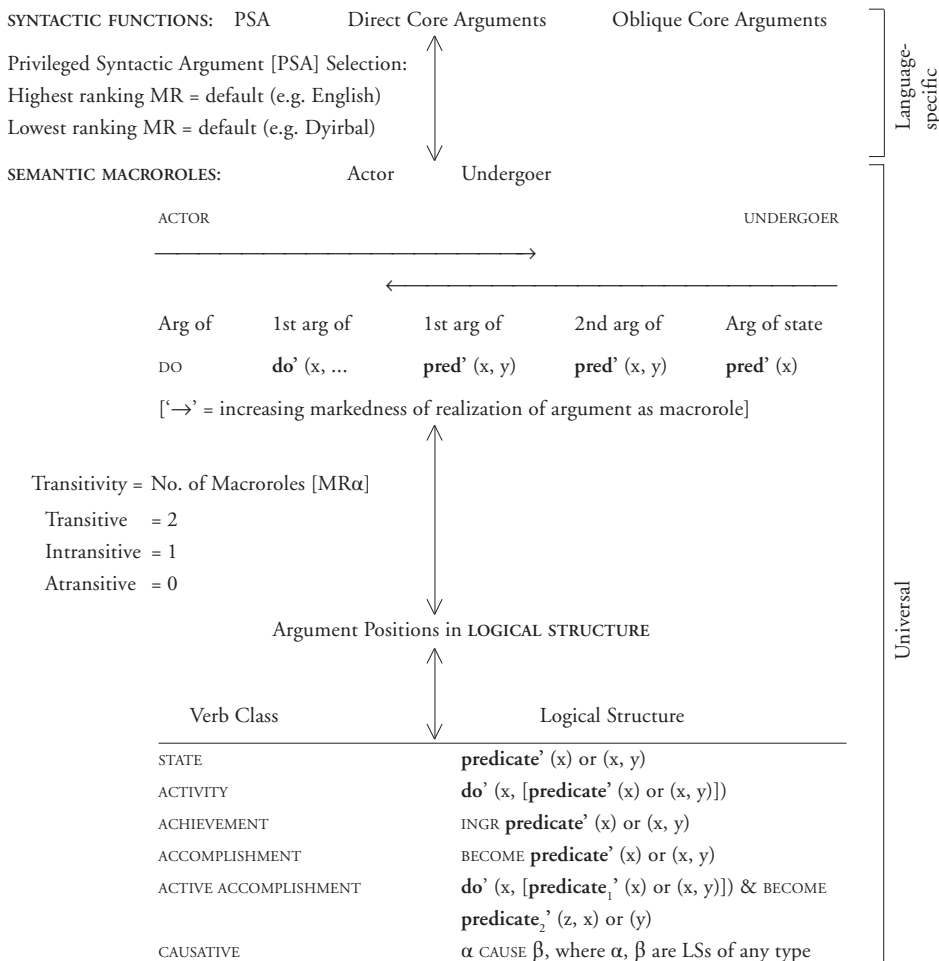 SYNTACTIC FUNCTIONS: PSA Direct Core Arguments Oblique Core Arguments
Privileged Syntactic Argument [PSA] Selection:
Highest ranking MR = default (e.g. English)
Lowest ranking MR = default (e.g. Dyirbal)
Language-
specific
SEMANTIC MACROROLES: Actor Undergoer
ACTOR UNDERGOER
Arg of 1st arg of 1st arg of 2nd arg of Arg of state
DO do’ (x, ... pred’ (x, y) pred’ (x, y) pred’ (x)
[‘→’ = increasing markedness of realization of argument as macrorole]
Transitivity = No. of Macroroles [MRα]
Transitive = 2
Intransitive = 1
Atransitive = 0
Argument Positions in LOGICAL STRUCTURE
Verb Class Logical Structure
STATE predicate’ (x) or (x, y)
ACTIVITY do’ (x, [predicate’ (x) or (x, y)])
ACHIEVEMENT INGR predicate’ (x) or (x, y)
ACCOMPLISHMENT BECOME predicate’ (x) or (x, y)
ACTIVE ACCOMPLISHMENT do’ (x, [predicate₁’ (x) or (x, y)]) & BECOME
predicate₂’ (z, x) or (y)
CAUSATIVE α CAUSE β, where α, β are LSs of any type
Universal